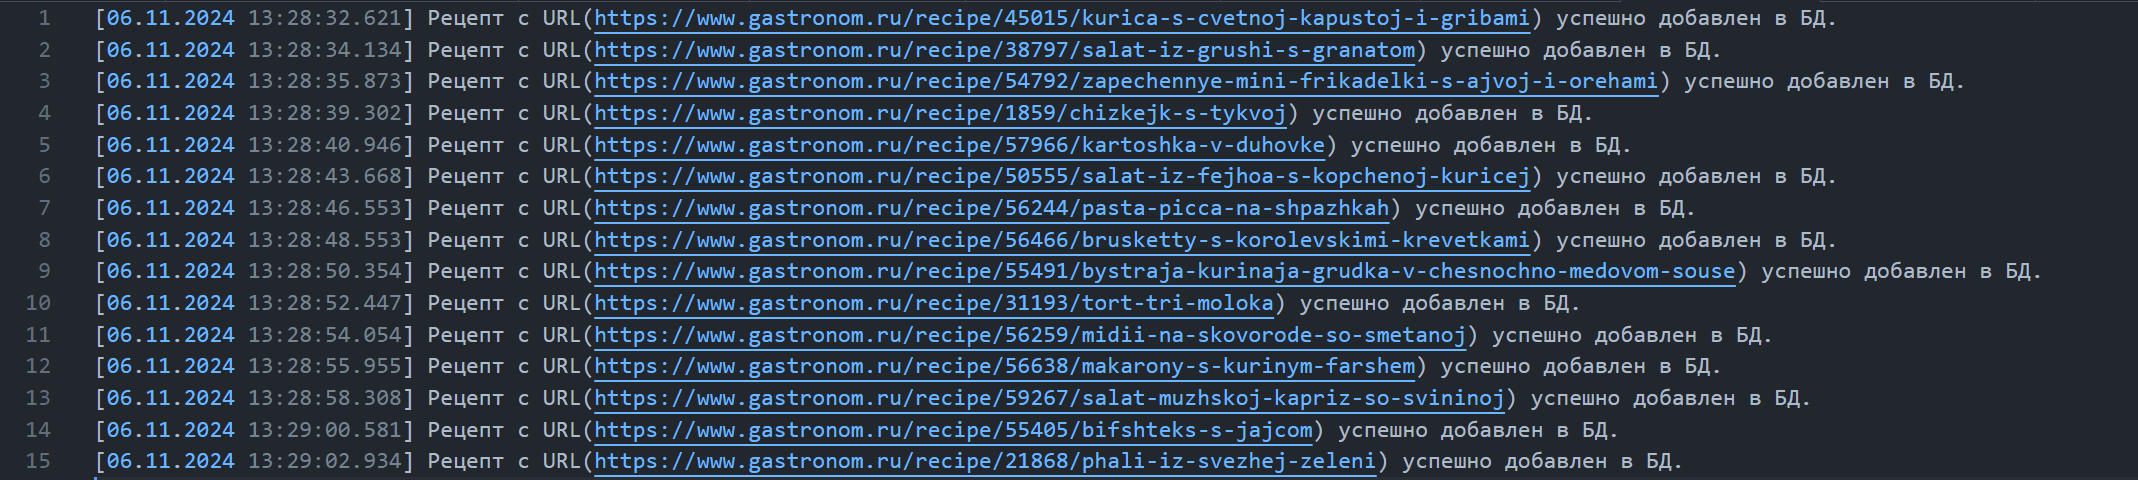 1 [06.11.2024 13:28:32.621] Рецепт с URL(https://www.gastronom.ru/recipe/45015/kurica-s-cvetnoj-kapustoj-i-gribami) успешно добавлен в БД.
2 [06.11.2024 13:28:34.134] Рецепт с URL(https://www.gastronom.ru/recipe/38797/salat-iz-grushi-s-granatom) успешно добавлен в БД.
3 [06.11.2024 13:28:35.873] Рецепт с URL(https://www.gastronom.ru/recipe/54792/zapechennye-mini-frikadelki-s-ajvoj-i-orehami) успешно добавлен в БД.
4 [06.11.2024 13:28:39.302] Рецепт с URL(https://www.gastronom.ru/recipe/1859/chizkejk-s-tykvoj) успешно добавлен в БД.
5 [06.11.2024 13:28:40.946] Рецепт с URL(https://www.gastronom.ru/recipe/57966/kartoshka-v-duhovke) успешно добавлен в БД.
6 [06.11.2024 13:28:43.668] Рецепт с URL(https://www.gastronom.ru/recipe/50555/salat-iz-fejhoa-s-kopchenoj-kuricej) успешно добавлен в БД.
7 [06.11.2024 13:28:46.553] Рецепт с URL(https://www.gastronom.ru/recipe/56244/pasta-picca-na-shpazhkah) успешно добавлен в БД.
8 [06.11.2024 13:28:48.553] Рецепт с URL(https://www.gastronom.ru/recipe/56466/brusketty-s-korolevskimi-krevetkami) успешно добавлен в БД.
9 [06.11.2024 13:28:50.354] Рецепт с URL(https://www.gastronom.ru/recipe/55491/bystraja-kurinaja-grudka-v-chesnochno-medovom-souse) успешно добавлен в БД.
10 [06.11.2024 13:28:52.447] Рецепт с URL(https://www.gastronom.ru/recipe/31193/tort-tri-moloka) успешно добавлен в БД.
11 [06.11.2024 13:28:54.054] Рецепт с URL(https://www.gastronom.ru/recipe/56259/midii-na-skovorode-so-smetanoj) успешно добавлен в БД.
12 [06.11.2024 13:28:55.955] Рецепт с URL(https://www.gastronom.ru/recipe/56638/makarony-s-kurinym-farshem) успешно добавлен в БД.
13 [06.11.2024 13:28:58.308] Рецепт с URL(https://www.gastronom.ru/recipe/59267/salat-muzhskoj-kapriz-so-svininoj) успешно добавлен в БД.
14 [06.11.2024 13:29:00.581] Рецепт с URL(https://www.gastronom.ru/recipe/55405/bifshteks-s-jajcom) успешно добавлен в БД.
15 [06.11.2024 13:29:02.934] Рецепт с URL(https://www.gastronom.ru/recipe/21868/phali-iz-svezhej-zeleni) успешно добавлен в БД.